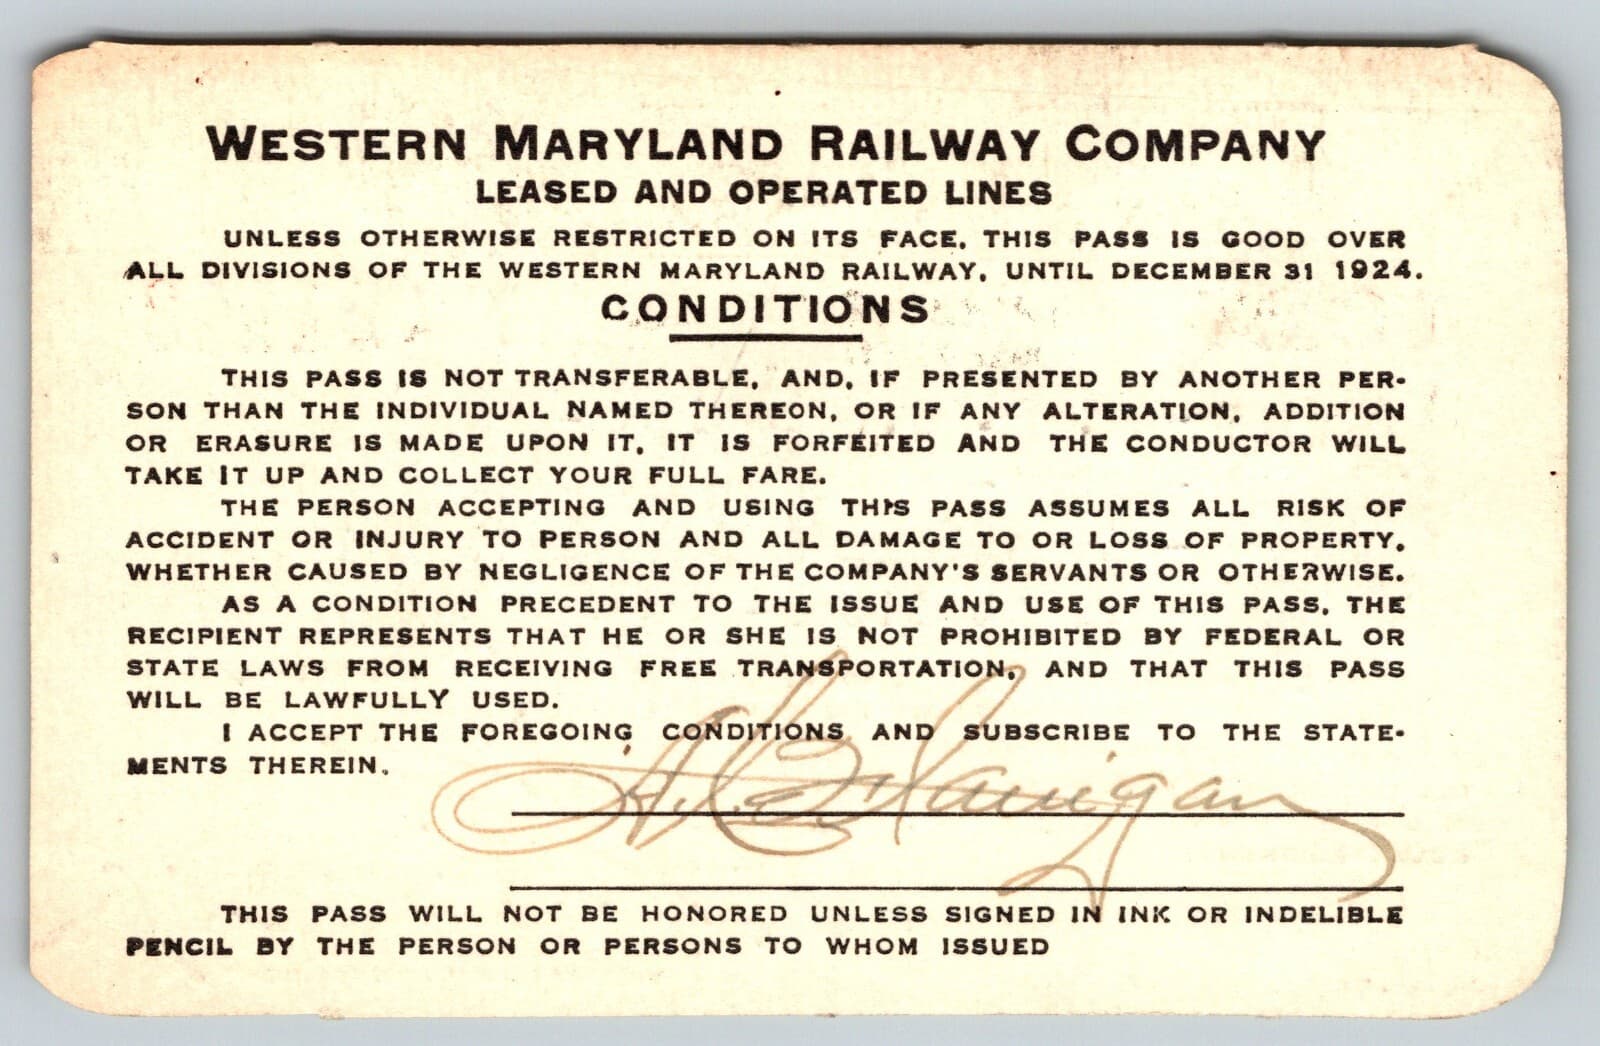 WESTERN MARYLAND RAILWAY COMPANY
LEASED AND OPERATED LINES
UNLESS OTHERWISE RESTRICTED ON ITS FACE, THIS PASS IS GOOD OVER
ALL DIVISIONS OF THE WESTERN MARYLAND RAILWAY, UNTIL DECEMBER 31 1924.
CONDITIONS
THIS PASS IS NOT TRANSFERABLE, AND, IF PRESENTED BY ANOTHER PER-
SON THAN THE INDIVIDUAL NAMED THEREON, OR IF ANY ALTERATION, ADDITION
OR ERASURE IS MADE UPON IT, IT IS FORFEITED AND THE CONDUCTOR WILL
TAKE IT UP AND COLLECT YOUR FULL FARE.
THE PERSON ACCEPTING AND USING THIS PASS ASSUMES ALL RISK OF
ACCIDENT OR INJURY TO PERSON AND ALL DAMAGE TO OR LOSS OF PROPERTY,
WHETHER CAUSED BY NEGLIGENCE OF THE COMPANY'S SERVANTS OR OTHERWISE.
AS A CONDITION PRECEDENT TO THE ISSUE AND USE OF THIS PASS, THE
RECIPIENT REPRESENTS THAT HE OR SHE IS NOT PROHIBITED BY FEDERAL OR
STATE LAWS FROM RECEIVING FREE TRANSPORTATION, AND THAT THIS PASS
WILL BE LAWFULLY USED.
I ACCEPT THE FOREGOING CONDITIONS AND SUBSCRIBE TO THE STATE-
MENTS THEREIN.
Flanigan
THIS PASS WILL NOT BE HONORED UNLESS SIGNED IN INK OR INDELIBLE
PENCIL BY THE PERSON OR PERSONS TO WHOM ISSUED